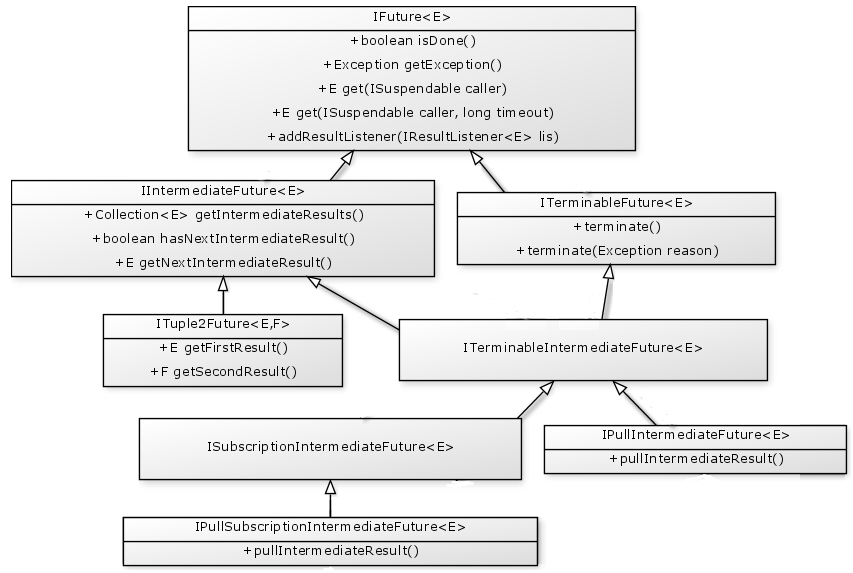 IFuture<E>
+boolean isDone()
+Exception getException()
+E get(ISuspendable caller)
+E get(ISuspendable caller, long timeout)
+addResultListener(IResultListener<E> lis)
IIntermediateFuture<E>
+Collection<E> getIntermediateResults()
+boolean hasNextIntermediateResult()
+E getNextIntermediateResult()
ITerminableFuture<E>
+terminate()
+terminate(Exception reason)
ITuple2Future<E,F>
+E getFirstResult()
+F getSecondResult()
ITerminableIntermediateFuture<E>
ISubscriptionIntermediateFuture<E>
IPullIntermediateFuture<E>
+pullIntermediateResult()
IPullSubscriptionIntermediateFuture<E>
+pullIntermediateResult()